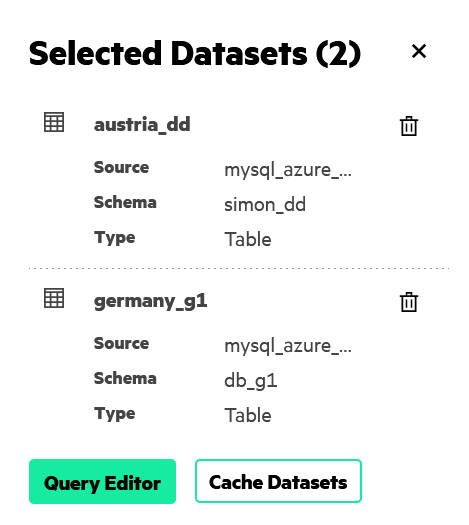 Selected Datasets (2)
austria_dd
Source mysql_azure_...
Schema simon_dd
Type Table
germany_g1
Source mysql_azure_...
Schema db_g1
Type Table
Query Editor Cache Datasets